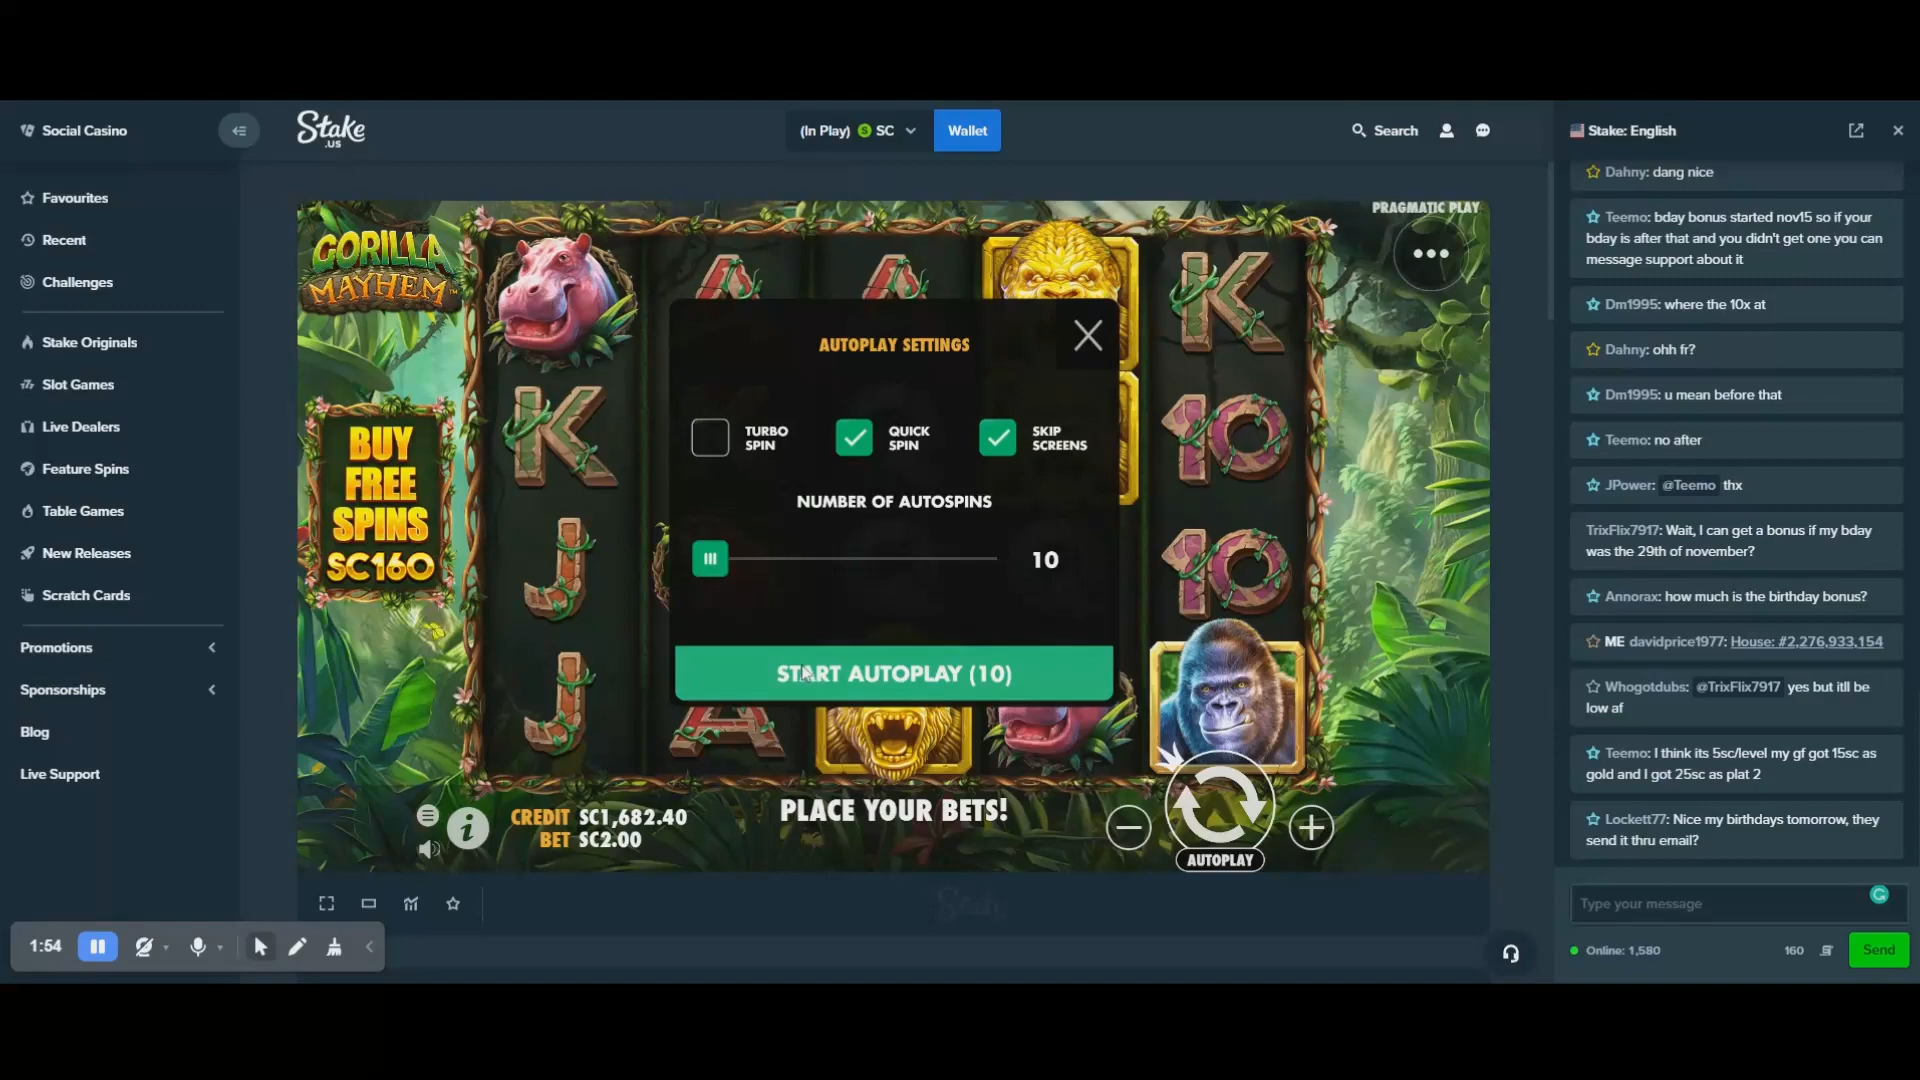 Social Casino
Stake
.US
(In Play) S SC
Wallet
Search
Stake: English
Favourites
Recent
Challenges
Stake Originals
Slot Games
Live Dealers
Feature Spins
Table Games
New Releases
Scratch Cards
Promotions
Sponsorships
Blog
Live Support
PRAGMATIC PLAY
GORILLA
MAYHEM™
BUY
FREE
SPINS
SC160
A A K
K 10
J 10
J A
AUTOPLAY SETTINGS
TURBO
SPIN
QUICK
SPIN
SKIP
SCREENS
NUMBER OF AUTOSPINS
10
START AUTOPLAY (10)
CREDIT SC1,682.40
BET SC2.00
PLACE YOUR BETS!
AUTOPLAY
Stake
1:54
Dahny: dang nice
Teemo: bday bonus started nov15 so if your
bday is after that and you didn't get one you can
message support about it
Dm1995: where the 10x at
Dahny: ohh fr?
Dm1995: u mean before that
Teemo: no after
JPower: @Teemo thx
TrixFlix7917: Wait, I can get a bonus if my bday
was the 29th of november?
Annorax: how much is the birthday bonus?
ME davidprice1977: House: #2,276,933,154
Whogotdubs: @TrixFlix7917 yes but itll be
low af
Teemo: I think its 5sc/level my gf got 15sc as
gold and I got 25sc as plat 2
Lockett77: Nice my birthdays tomorrow, they
send it thru email?
Type your message
Online: 1,580
160
Send